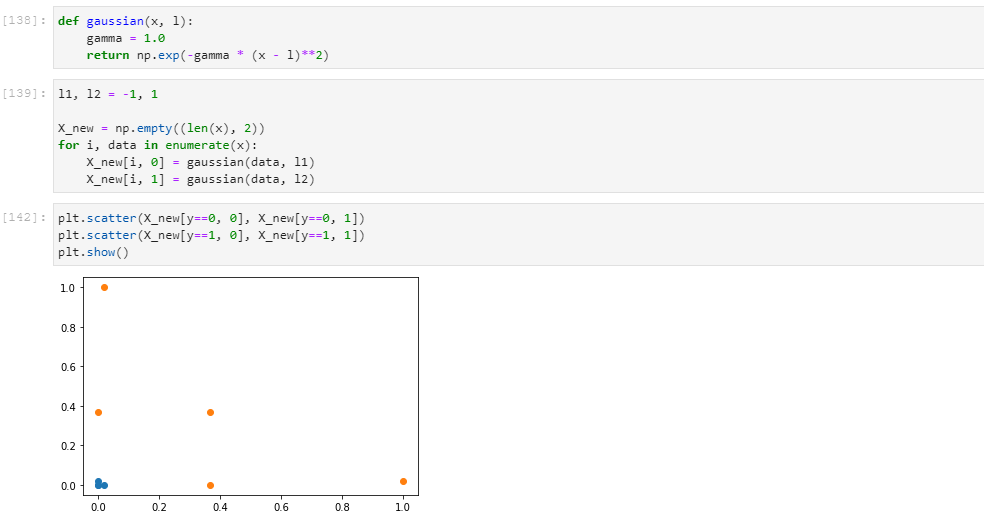 [138]: def gaussian(x, l):
    gamma = 1.0
    return np.exp(-gamma * (x - l)**2)
[139]: l1, l2 = -1, 1
X_new = np.empty((len(x), 2))
for i, data in enumerate(x):
    X_new[i, 0] = gaussian(data, l1)
    X_new[i, 1] = gaussian(data, l2)
[142]: plt.scatter(X_new[y==0, 0], X_new[y==0, 1])
plt.scatter(X_new[y==1, 0], X_new[y==1, 1])
plt.show()
1.0
0.8
0.6
0.4
0.2
0.0
0.0 0.2 0.4 0.6 0.8 1.0